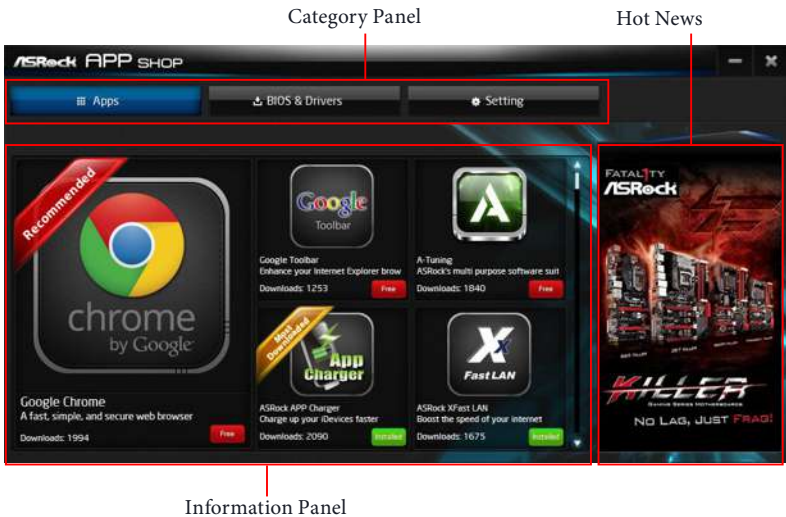 Category Panel
Hot News
ASRock APP SHOP
Apps
BIOS & Drivers
Setting
Recommended
chrome
by Google
Google Chrome
A fast, simple, and secure web browser
Downloads: 1994
Free
Google
Toolbar
Google Toolbar
Enhance your Internet Explorer brow
Downloads: 1253
Free
A
A-Tuning
ASRock's multi purpose software suit
Downloads: 1840
Free
Most
Downloaded
App
Charger
ASRock APP Charger
Charge up your iDevices faster
Downloads: 2090
Installed
X
Fast LAN
ASRock XFast LAN
Boost the speed of your internet
Downloads: 1675
Installed
FATAL1TY
ASRock
KILLER
GAMING SERIES MOTHERBOARDS
NO LAG, JUST FRAG!
Information Panel